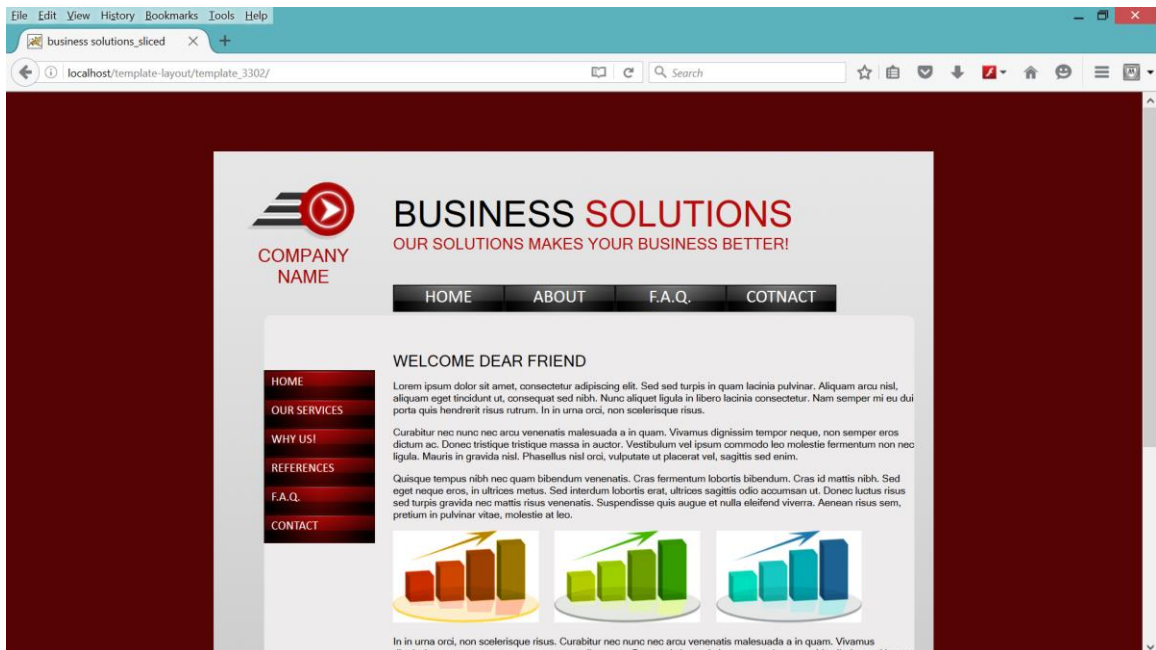 File Edit View History Bookmarks Tools Help
business solutions_sliced
localhost/template-layout/template_3302/
Search
COMPANY
NAME
BUSINESS SOLUTIONS
OUR SOLUTIONS MAKES YOUR BUSINESS BETTER!
HOME ABOUT F.A.Q. COTNACT
HOME
OUR SERVICES
WHY US!
REFERENCES
F.A.Q.
CONTACT
WELCOME DEAR FRIEND
Lorem ipsum dolor sit amet, consectetur adipiscing elit. Sed sed turpis in quam lacinia pulvinar. Aliquam arcu nisl,
aliquam eget tincidunt ut, consequat sed nibh. Nunc aliquet ligula in libero lacinia consectetur. Nam semper mi eu dui
porta quis hendrerit risus rutrum. In in urna orci, non scelerisque risus.
Curabitur nec nunc nec arcu venenatis malesuada a in quam. Vivamus dignissim tempor neque, non semper eros
dictum ac. Donec tristique tristique massa in auctor. Vestibulum vel ipsum commodo leo molestie fermentum non nec
ligula. Mauris in gravida nisl. Phasellus nisl orci, vulputate ut placerat vel, sagittis sed enim.
Quisque tempus nibh nec quam bibendum venenatis. Cras fermentum lobortis bibendum. Cras id mattis nibh. Sed
eget neque eros, in ultrices metus. Sed interdum lobortis erat, ultrices sagittis odio accumsan ut. Donec luctus risus
sed turpis gravida nec mattis risus venenatis. Suspendisse quis augue et nulla eleifend viverra. Aenean risus sem,
pretium in pulvinar vitae, molestie at leo.
In in urna orci, non scelerisque risus. Curabitur nec nunc nec arcu venenatis malesuada a in quam. Vivamus